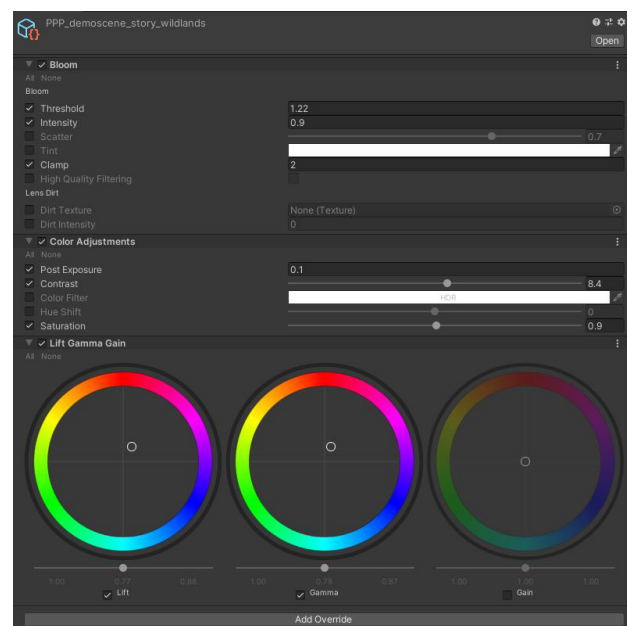 PPP_demoscene_story_wildlands
Open
Bloom
All None
Bloom
Threshold 1.22
Intensity 0.9
Scatter 0.7
Tint
Clamp 2
High Quality Filtering
Lens Dirt
Dirt Texture None (Texture)
Dirt Intensity 0
Color Adjustments
All None
Post Exposure 0.1
Contrast 8.4
Color Filter HDR
Hue Shift 0
Saturation 0.9
Lift Gamma Gain
All None
1.00 0.77 0.88 1.00 0.78 0.87 1.00 1.00 1.00
Lift Gamma Gain
Add Override